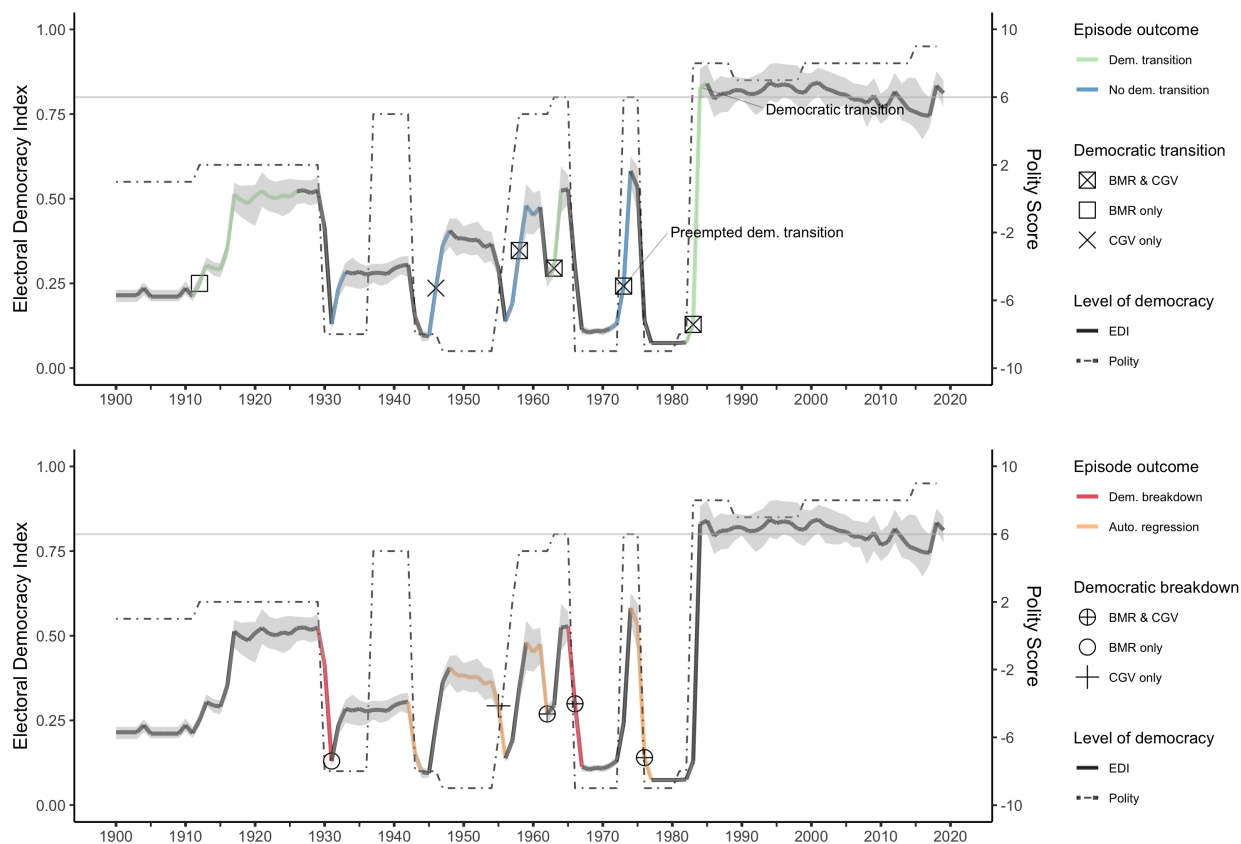 Electoral Democracy Index
1.00
0.75
0.50
0.25
0.00
1900 1910 1920 1930 1940 1950 1960 1970 1980 1990 2000 2010 2020
10
6
2
-2
-6
-10
Polity Score
Democratic transition
Preempted dem. transition
Episode outcome
Dem. transition
No dem. transition
Democratic transition
BMR & CGV
BMR only
CGV only
Level of democracy
EDI
Polity
Electoral Democracy Index
1.00
0.75
0.50
0.25
0.00
1900 1910 1920 1930 1940 1950 1960 1970 1980 1990 2000 2010 2020
10
6
2
-2
-6
-10
Polity Score
Episode outcome
Dem. breakdown
Auto. regression
Democratic breakdown
BMR & CGV
BMR only
CGV only
Level of democracy
EDI
Polity